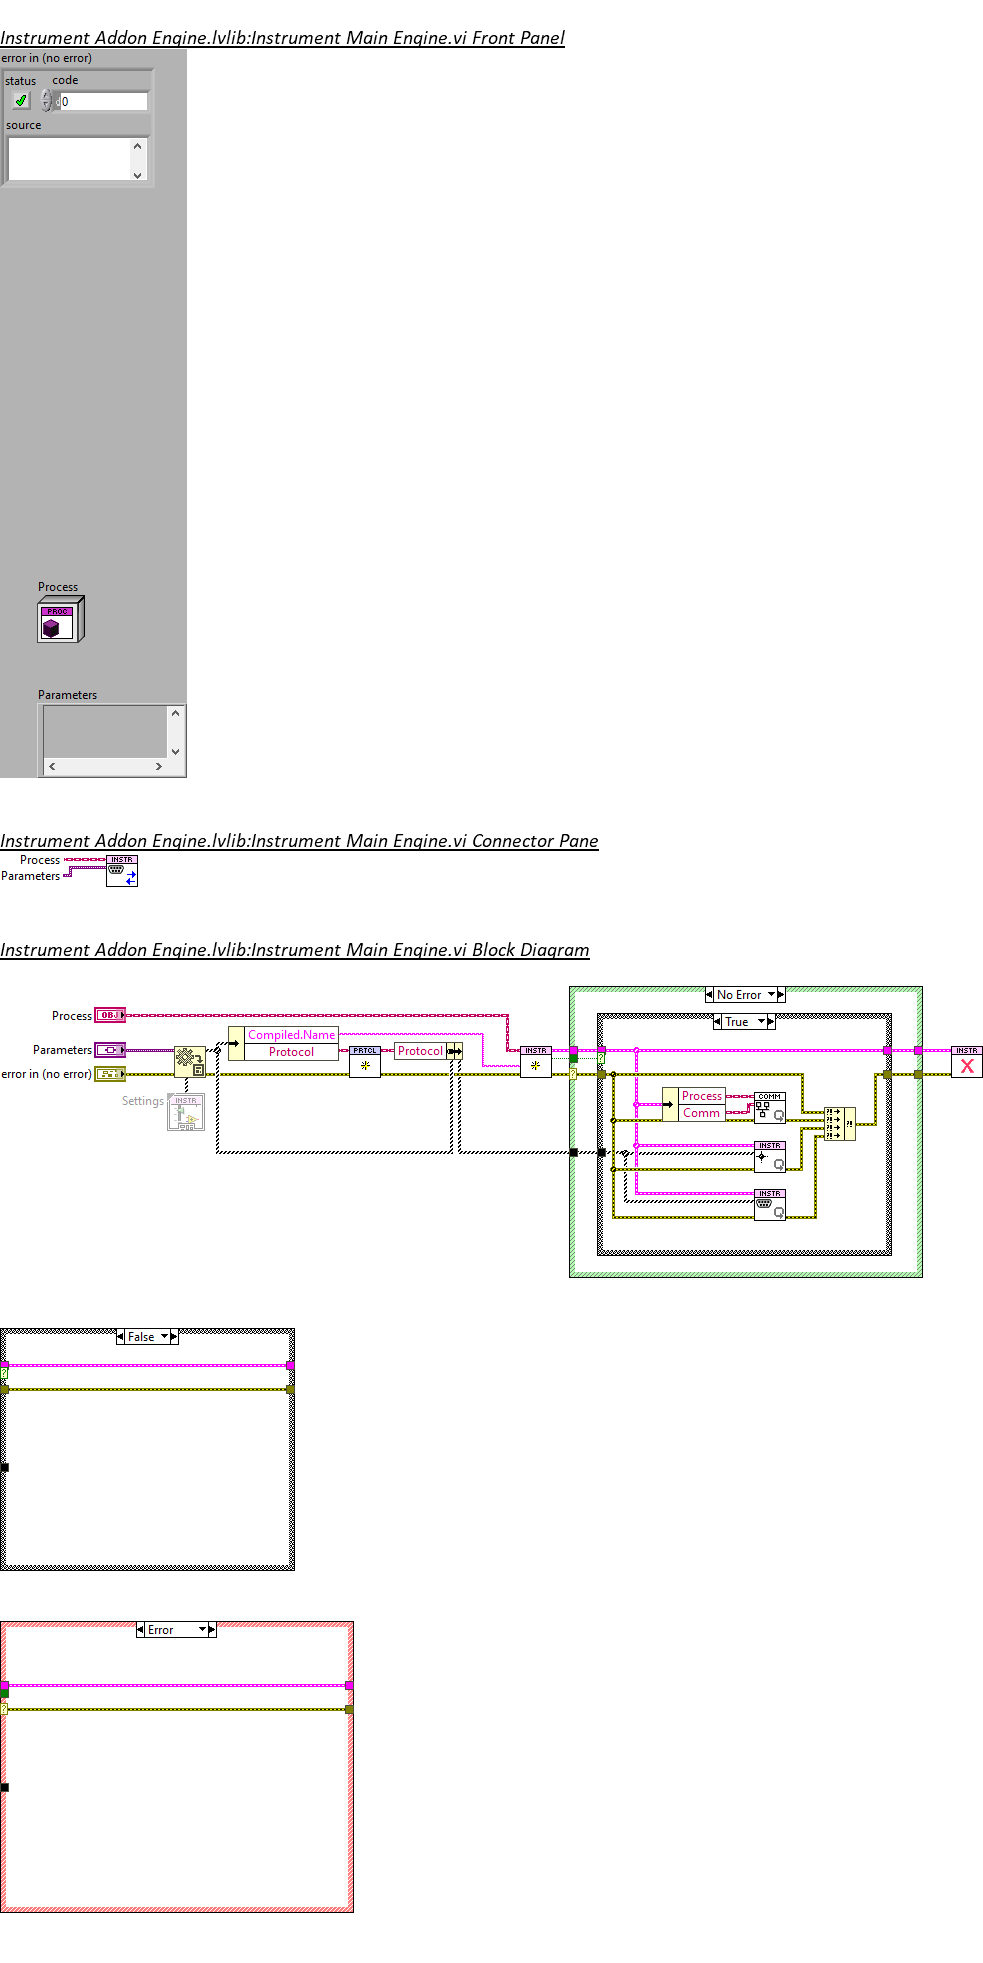 Instrument Addon Engine.lvlib:Instrument Main Engine.vi Front Panel
error in (no error)
status code
0
source
Process
PROC
Parameters
Instrument Addon Engine.lvlib:Instrument Main Engine.vi Connector Pane
Process INSTR
Parameters
Instrument Addon Engine.lvlib:Instrument Main Engine.vi Block Diagram
No Error
True
Process OBJ
Compiled.Name
Parameters Protocol PRTCL Protocol INSTR INSTR
error in (no error)
Settings INSTR
Process COMM
Comm
INSTR
INSTR
False
Error